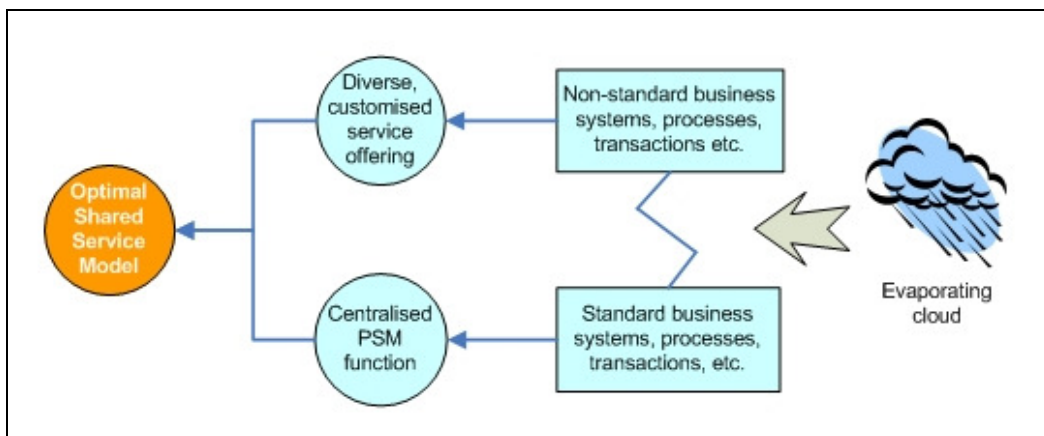 Optimal
Shared
Service
Model
Diverse,
customised
service
offering
Non-standard business
systems, processes,
transactions etc.
Centralised
PSM
function
Standard business
systems, processes,
transactions, etc.
Evaporating
cloud